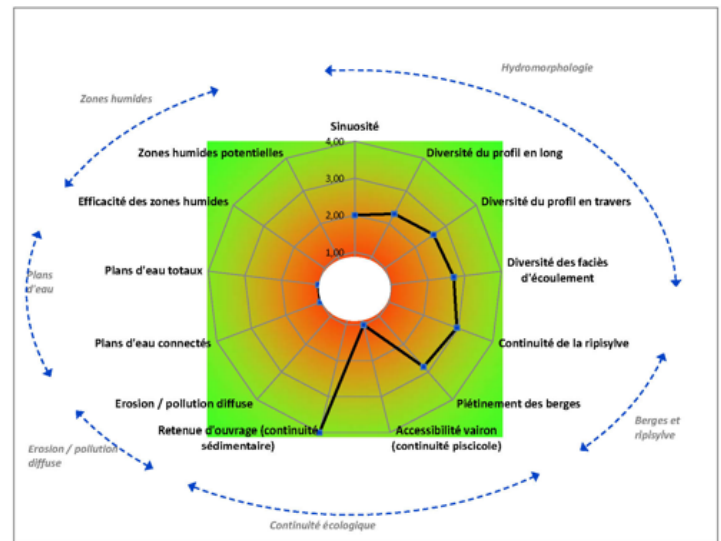 Hydromorphologie
Zones humides
Sinuosité
4,00
Zones humides potentielles
Diversité du profil en long
3,00
Efficacité des zones humides
Diversité du profil en travers
2,00
1,00
Plans d'eau totaux
Diversité des faciès
d'écoulement
Plans
d'eau
Plans d'eau connectés
Continuité de la ripisylve
Erosion / pollution diffuse
Piétinement des berges
Retenue d'ouvrage (continuité
sédimentaire)
Accessibilité vairon
(continuité piscicole)
Berges et
ripisylve
Erosion / pollution
diffuse
Continuité écologique